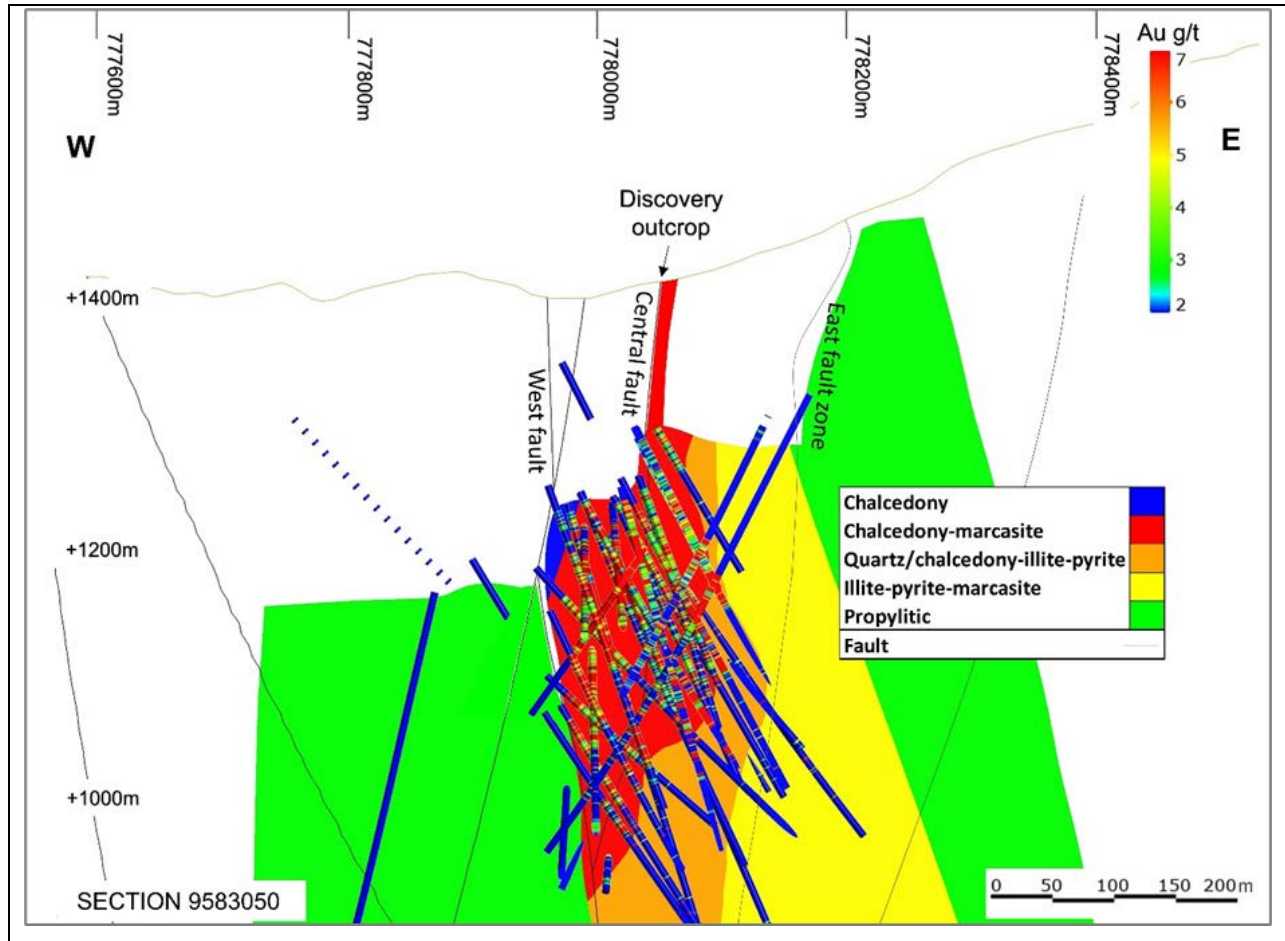 777600m
777800m
778000m
778200m
778400m
Au g/t
7
6
5
4
3
2
W
E
Discovery
outcrop
+1400m
Central fault
East fault zone
West fault
Chalcedony
Chalcedony-marcasite
Quartz/chalcedony-illite-pyrite
Illite-pyrite-marcasite
Propylitic
Fault
+1200m
+1000m
SECTION 9583050
0 50 100 150 200m